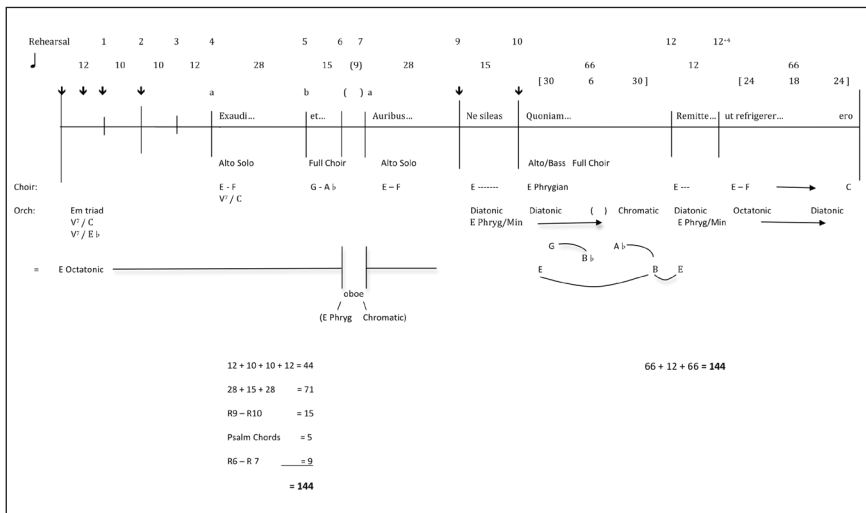 Rehearsal 1 2 3 4 5 6 7 9 10 12 12⁻⁴
♩ 12 10 10 12 28 15 (9) 28 15 66 12 66
[ 30 6 30 ] [ 24 18 24 ]
a b ( ) a
Exaudi… et… Auribus… Ne sileas Quoniam… Remitte… ut refrigerer… ero
Alto Solo Full Choir Alto Solo Alto/Bass Full Choir
Choir: E - F G - A♭ E – F E ------- E Phrygian E --- E – F C
V⁷ / C
Orch: Em triad Diatonic Diatonic ( ) Chromatic Diatonic Octatonic Diatonic
V⁷ / C E Phryg/Min E Phryg/Min
V⁷ / E♭
G A♭
B♭
= E Octatonic E B E
oboe
/ \
(E Phryg Chromatic)
12 + 10 + 10 + 12 = 44 66 + 12 + 66 = 144
28 + 15 + 28 = 71
R9 – R10 = 15
Psalm Chords = 5
R6 – R 7 = 9
= 144